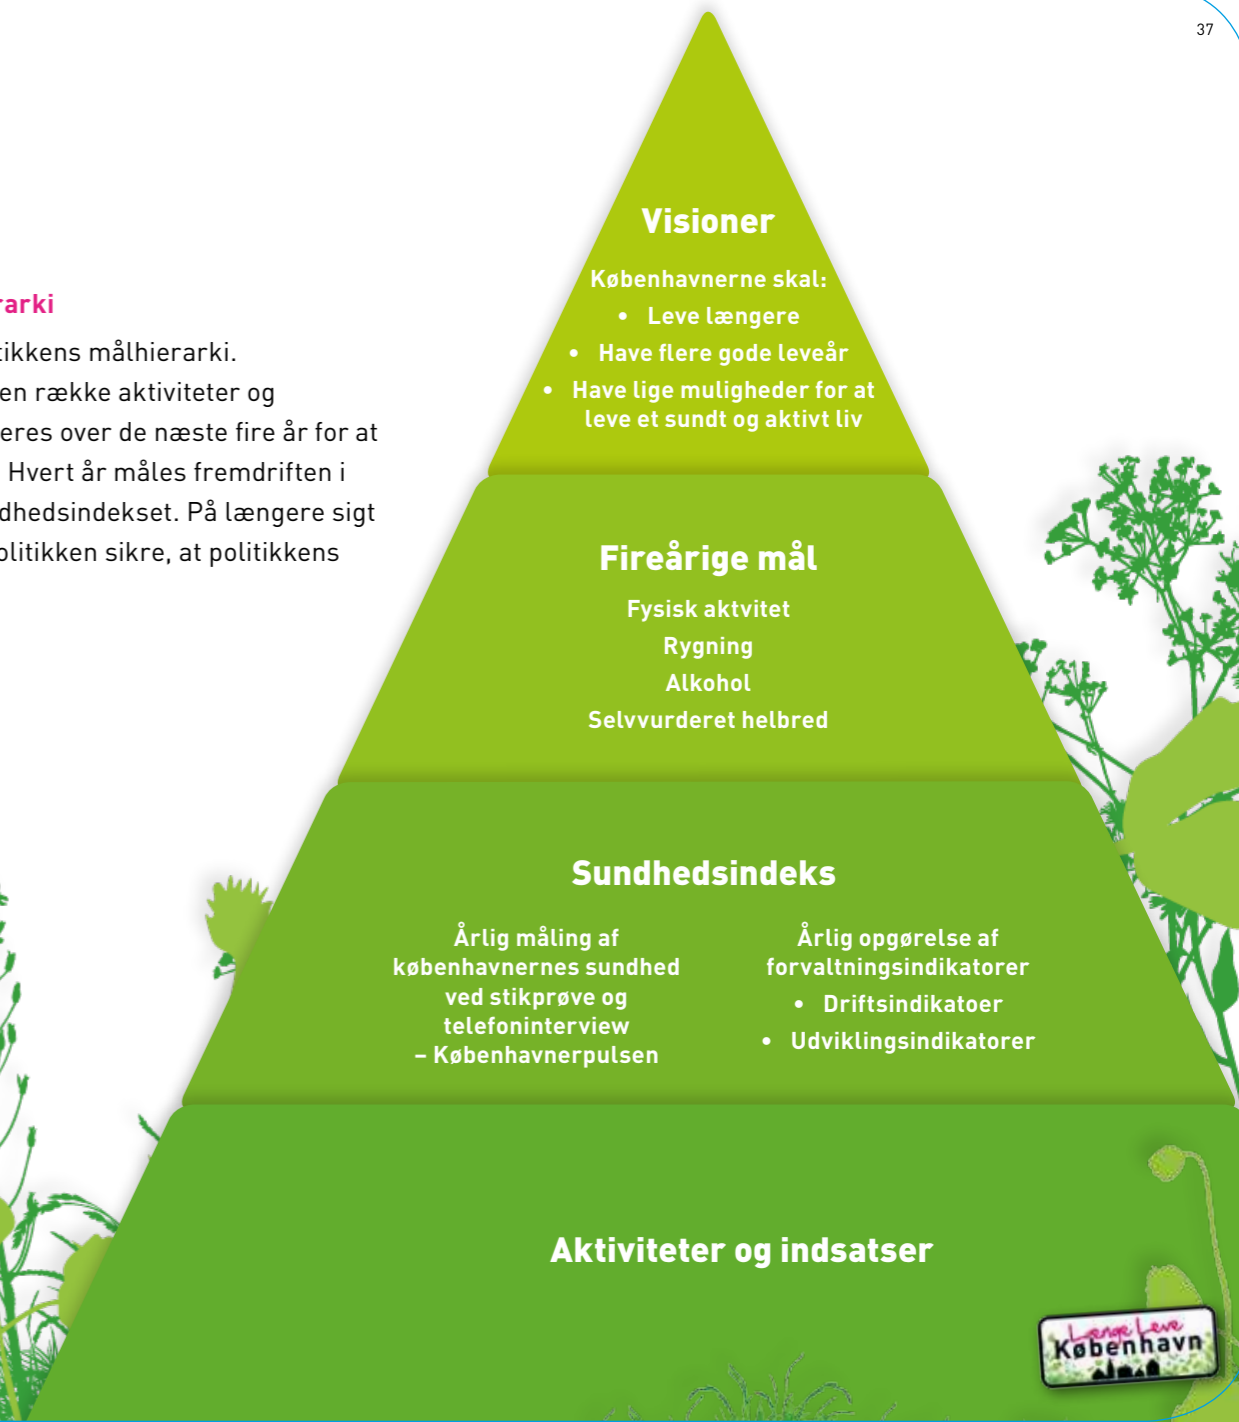 37
rarki
tikkens målhierarki.
en række aktiviteter og
eres over de næste fire år for at
Hvert år måles fremdriften i
dhedsindekset. På længere sigt
olitikken sikre, at politikkens
Visioner
Københavnerne skal:
• Leve længere
• Have flere gode leveår
• Have lige muligheder for at
leve et sundt og aktivt liv
Fireårige mål
Fysisk aktvitet
Rygning
Alkohol
Selvvurderet helbred
Sundhedsindeks
Årlig måling af
københavnernes sundhed
ved stikprøve og
telefoninterview
– Københavnerpulsen
Årlig opgørelse af
forvaltningsindikatorer
• Driftsindikatoer
• Udviklingsindikatorer
Aktiviteter og indsatser
Længe Leve
København